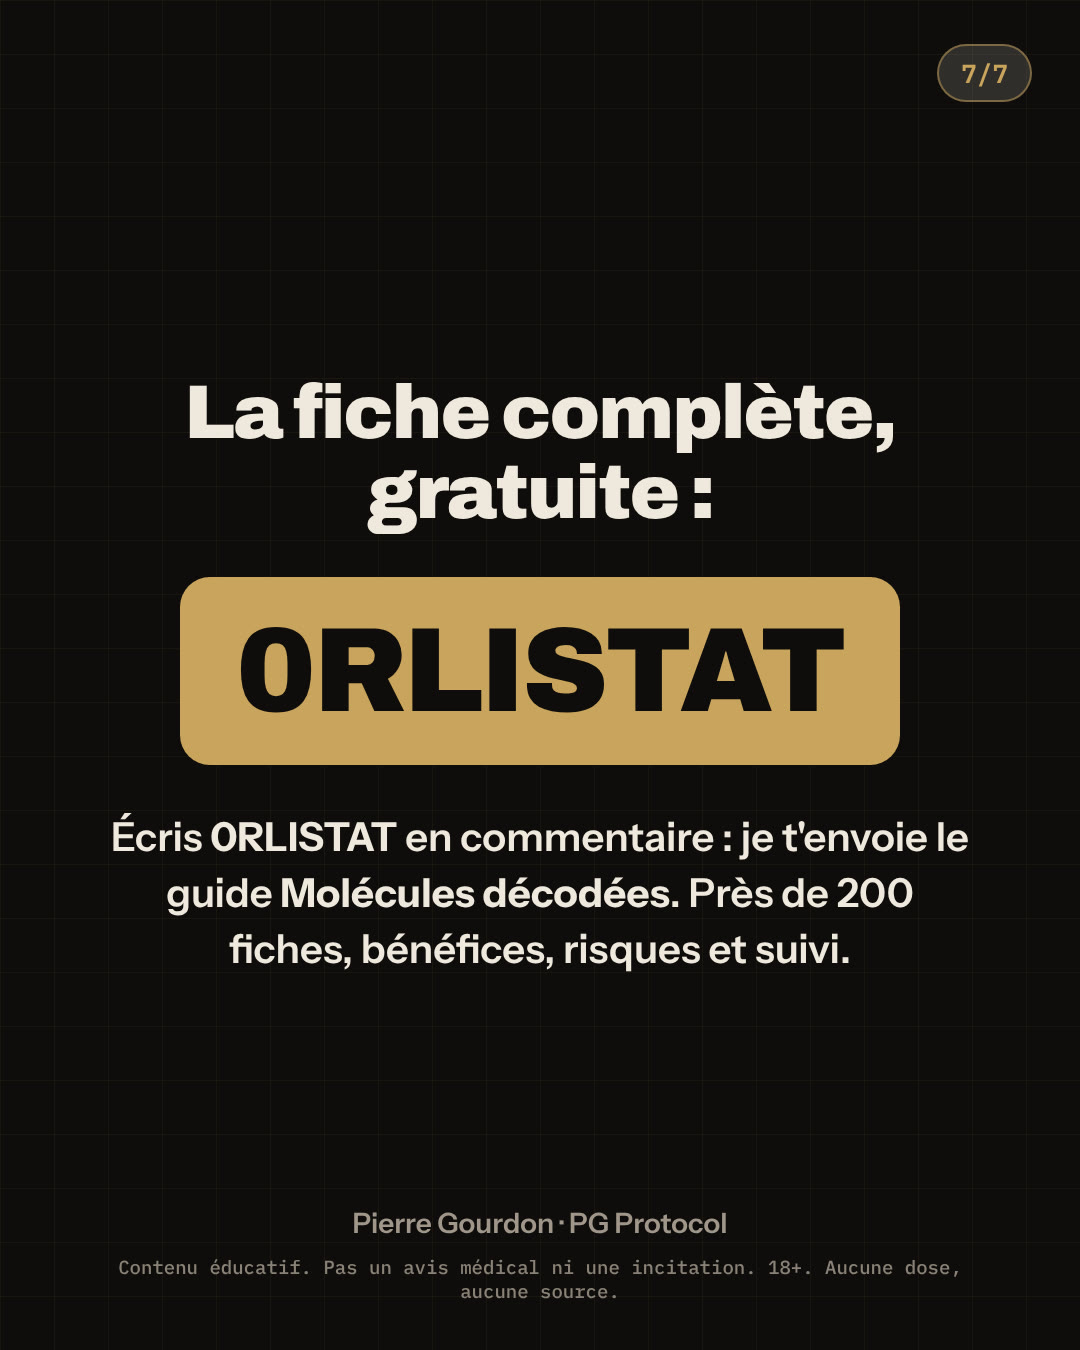 7/7
La fiche complète,
gratuite :
0RLISTAT
Écris 0RLISTAT en commentaire : je t'envoie le
guide Molécules décodées. Près de 200
fiches, bénéfices, risques et suivi.
Pierre Gourdon · PG Protocol
Contenu éducatif. Pas un avis médical ni une incitation. 18+. Aucune dose,
aucune source.